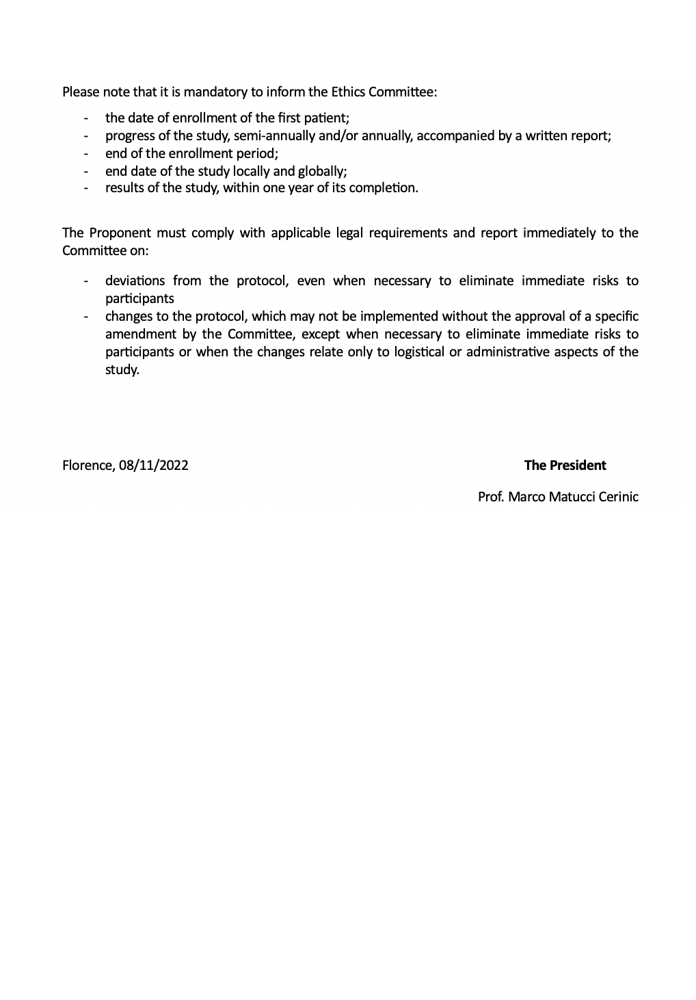 Please note that it is mandatory to inform the Ethics Committee:
- the date of enrollment of the first patient;
- progress of the study, semi-annually and/or annually, accompanied by a written report;
- end of the enrollment period;
- end date of the study locally and globally;
- results of the study, within one year of its completion.
The Proponent must comply with applicable legal requirements and report immediately to the
Committee on:
- deviations from the protocol, even when necessary to eliminate immediate risks to
participants
- changes to the protocol, which may not be implemented without the approval of a specific
amendment by the Committee, except when necessary to eliminate immediate risks to
participants or when the changes relate only to logistical or administrative aspects of the
study.
Florence, 08/11/2022 The President
Prof. Marco Matucci Cerinic